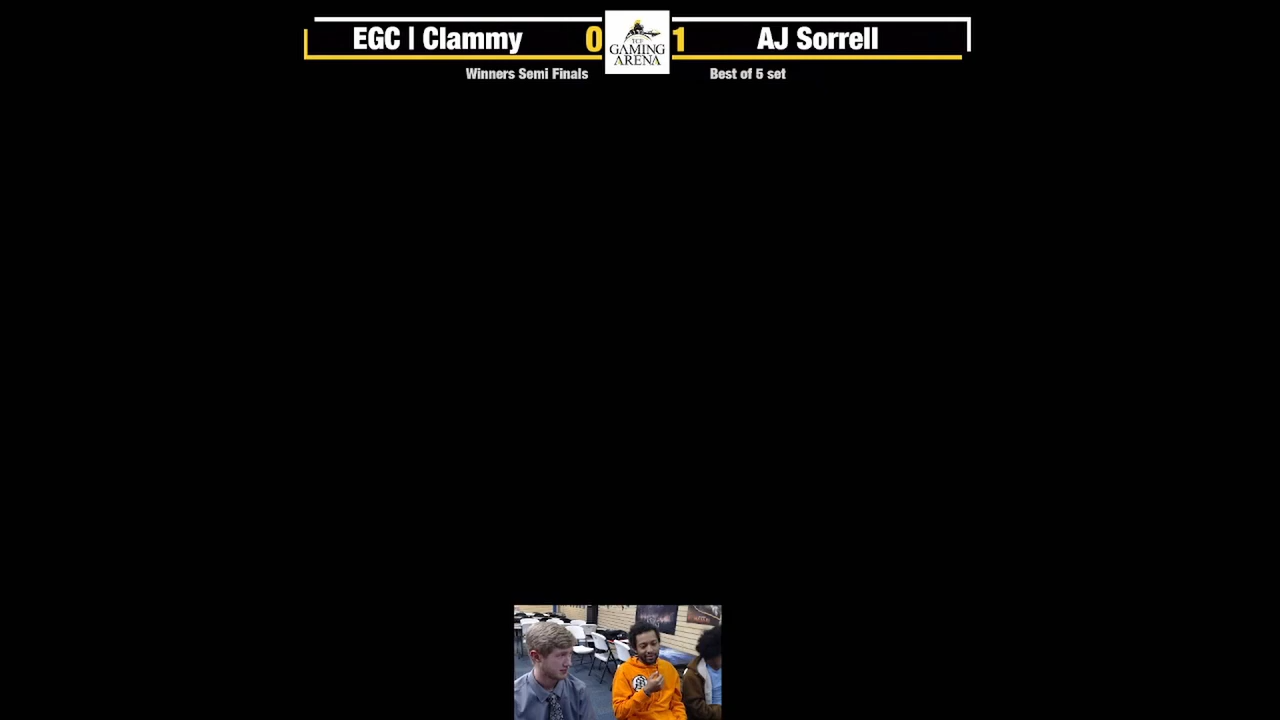 EGC | Clammy 0 1 AJ Sorrell
TCF
GAMING
ARENA
Winners Semi Finals Best of 5 set